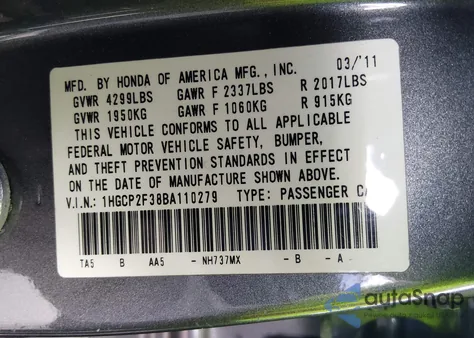 MFD. BY HONDA OF AMERICA MFG., INC. 03/'11
GVWR 4299LBS GAWR F 2337LBS R 2017LBS
GVWR 1950KG GAWR F 1060KG R 915KG
THIS VEHICLE CONFORMS TO ALL APPLICABLE
FEDERAL MOTOR VEHICLE SAFETY, BUMPER,
AND THEFT PREVENTION STANDARDS IN EFFECT
ON THE DATE OF MANUFACTURE SHOWN ABOVE.
V.I.N.: 1HGCP2F38BA110279 TYPE: PASSENGER CA
TA5 B AA5 - NH737MX - B - A
autoSnap